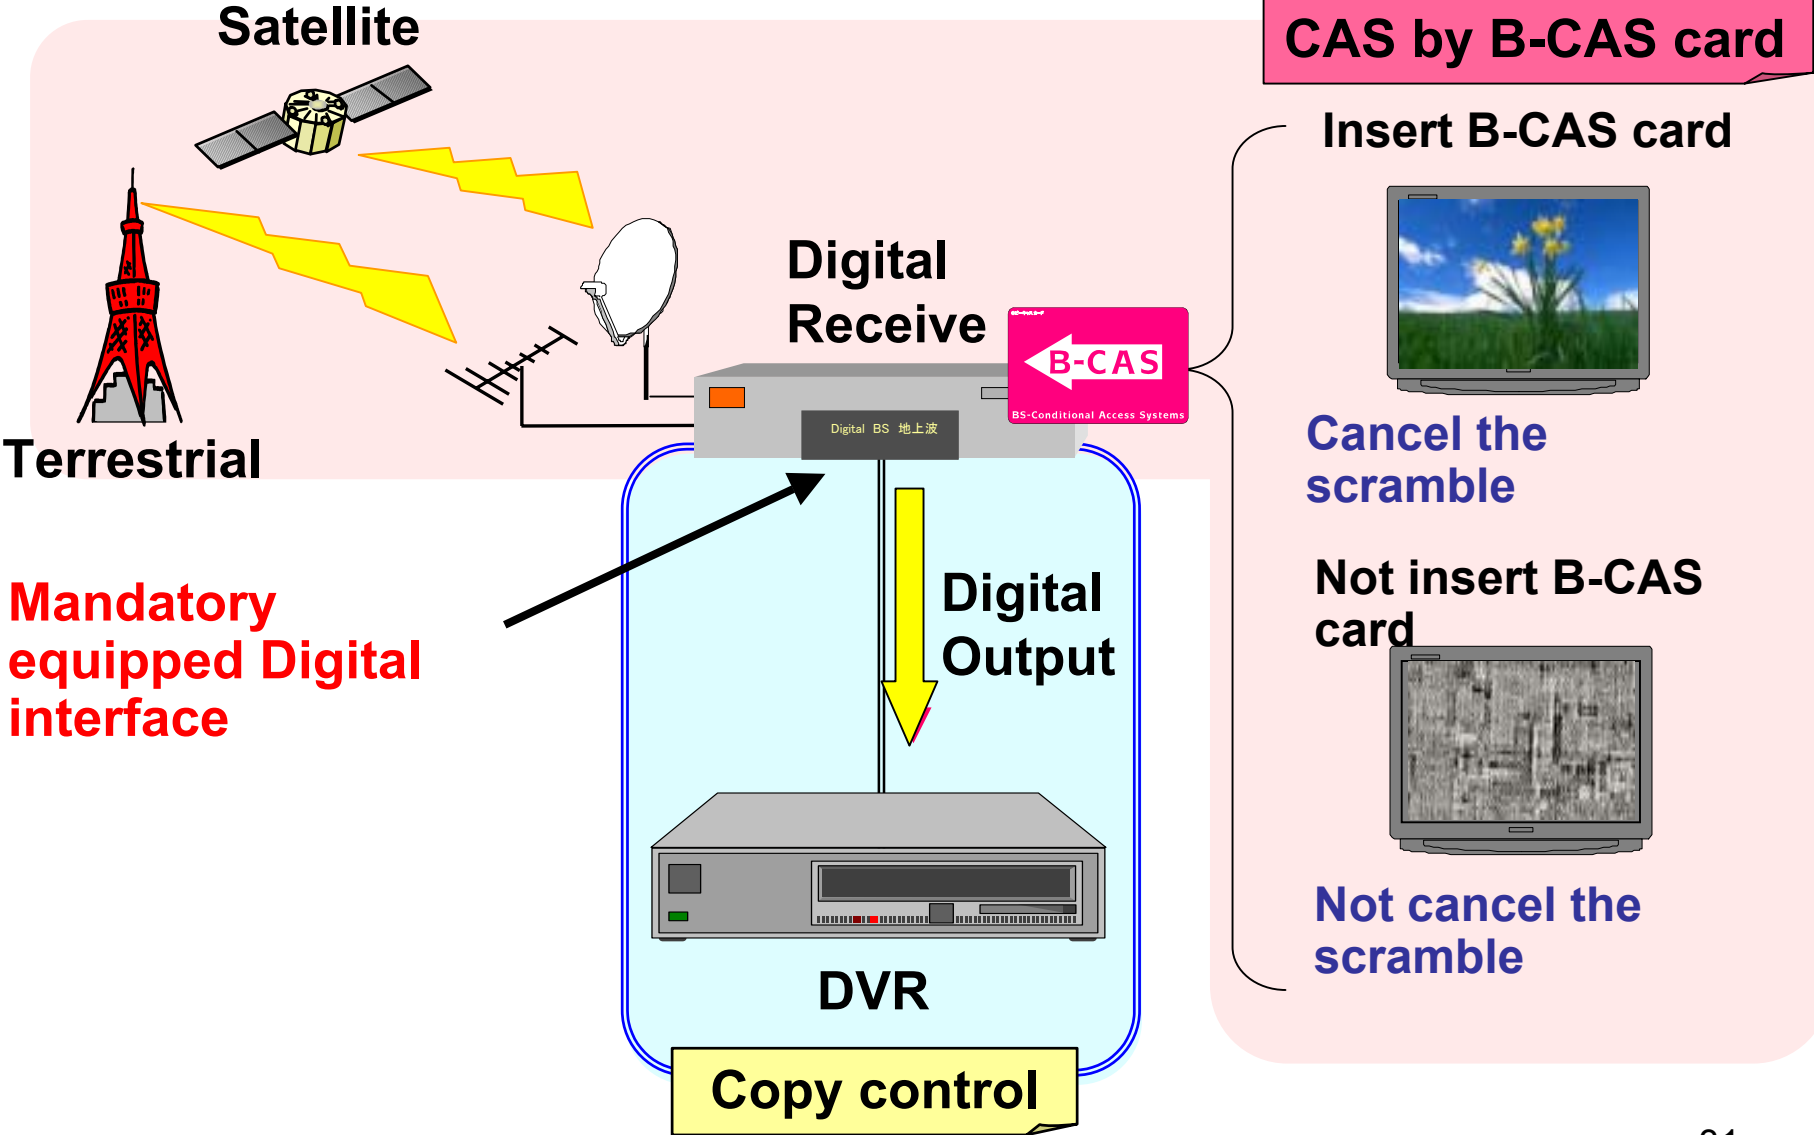 Satellite
CAS by B-CAS card
Insert B-CAS card
Digital
Receive
B-CAS
BS-Conditional Access Systems
Digital BS 地上波
Terrestrial
Cancel the
scramble
Mandatory
equipped Digital
interface
Digital
Output
Not insert B-CAS
card
Not cancel the
scramble
DVR
Copy control